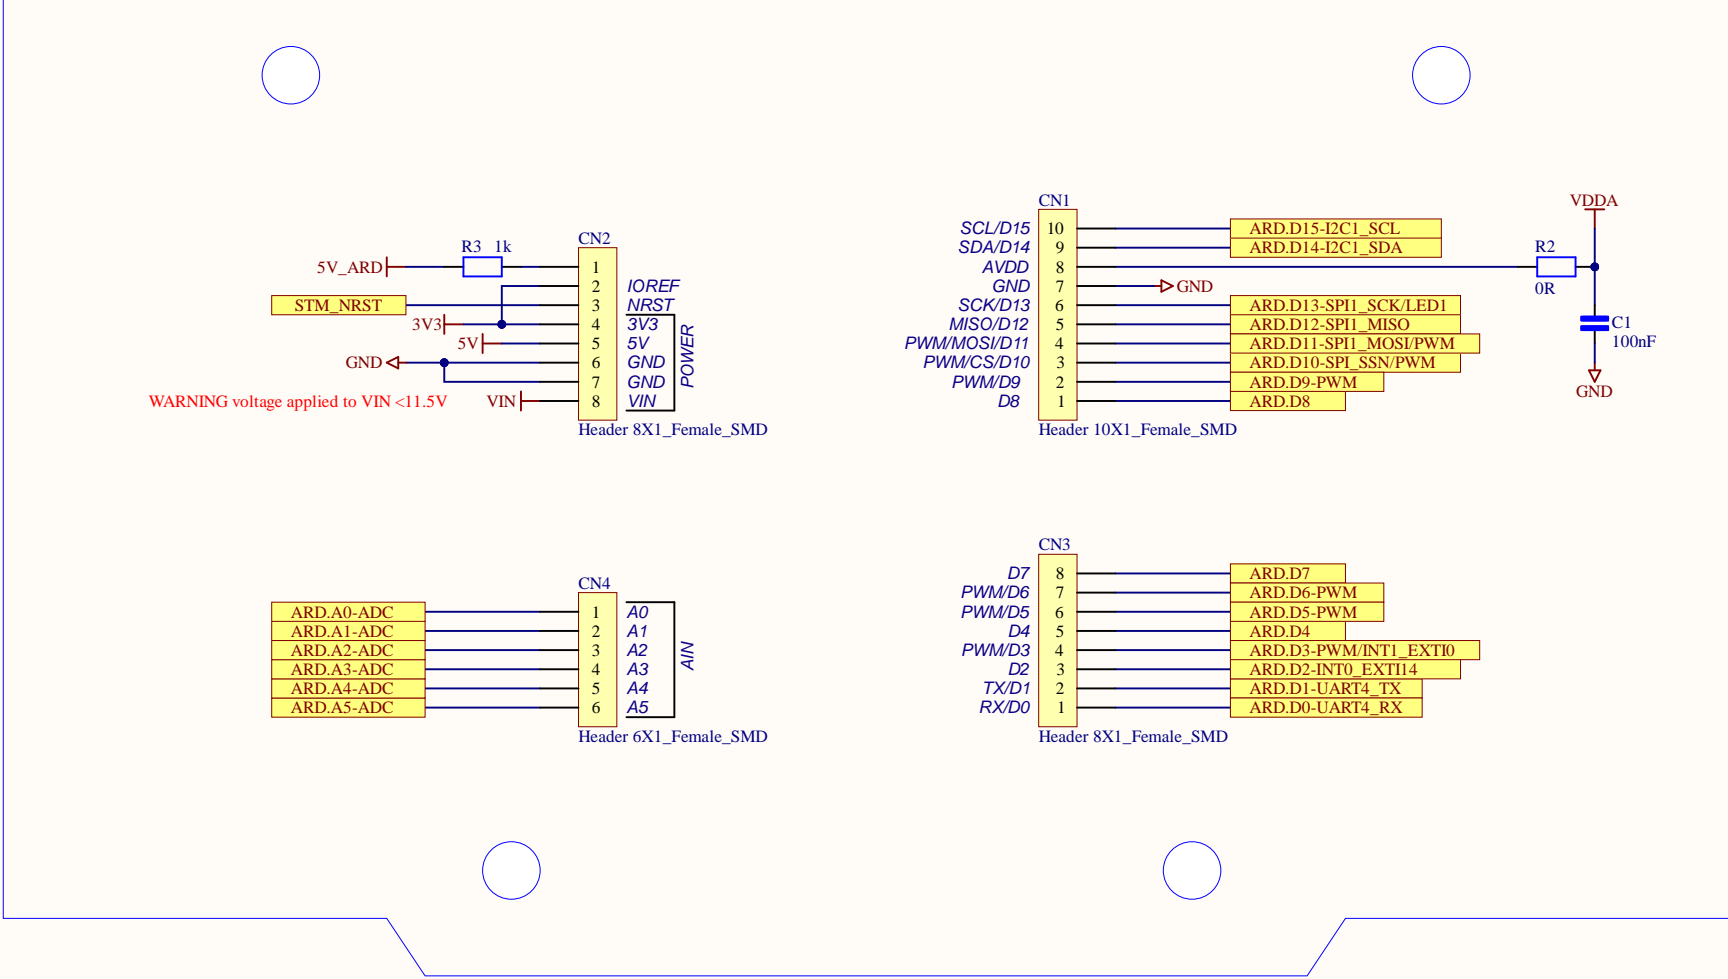 CN2
R3 1k
5V_ARD 1
2 IOREF
STM_NRST 3 NRST
3V3 4 3V3
5V 5 5V
GND 6 GND
7 GND
WARNING voltage applied to VIN <11.5V VIN 8 VIN
POWER
Header 8X1_Female_SMD
CN1
VDDA
SCL/D15 10 ARD.D15-I2C1_SCL
SDA/D14 9 ARD.D14-I2C1_SDA
R2
AVDD 8
0R
GND 7 GND
SCK/D13 6 ARD.D13-SPI1_SCK/LED1
MISO/D12 5 ARD.D12-SPI1_MISO
C1
PWM/MOSI/D11 4 ARD.D11-SPI1_MOSI/PWM
100nF
PWM/CS/D10 3 ARD.D10-SPI_SSN/PWM
PWM/D9 2 ARD.D9-PWM
GND
D8 1 ARD.D8
Header 10X1_Female_SMD
CN4
ARD.A0-ADC 1 A0
ARD.A1-ADC 2 A1
ARD.A2-ADC 3 A2
ARD.A3-ADC 4 A3
ARD.A4-ADC 5 A4
ARD.A5-ADC 6 A5
AIN
Header 6X1_Female_SMD
CN3
D7 8 ARD.D7
PWM/D6 7 ARD.D6-PWM
PWM/D5 6 ARD.D5-PWM
D4 5 ARD.D4
PWM/D3 4 ARD.D3-PWM/INT1_EXTI0
D2 3 ARD.D2-INT0_EXTI14
TX/D1 2 ARD.D1-UART4_TX
RX/D0 1 ARD.D0-UART4_RX
Header 8X1_Female_SMD